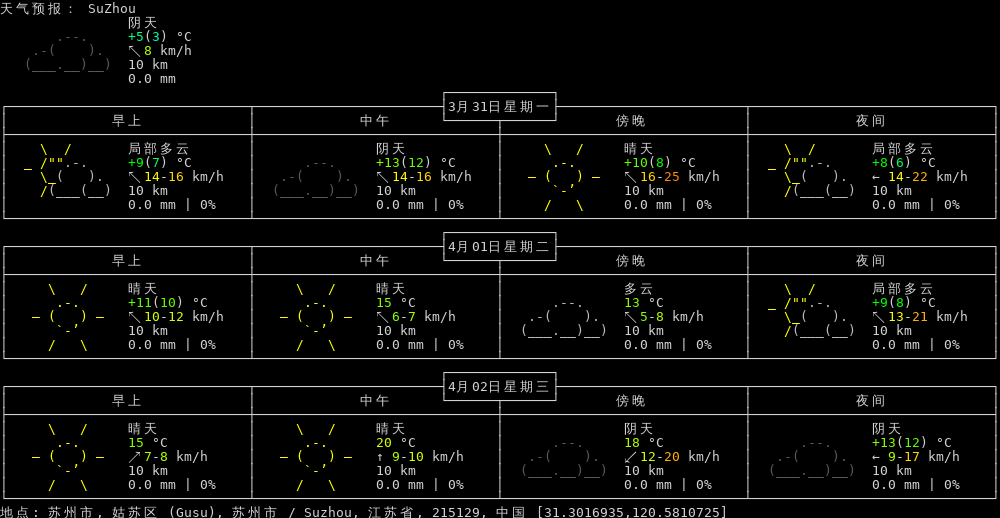 天气预报: SuZhou
阴天
+5(3) °C
↖ 8 km/h
10 km
0.0 mm
3月31日星期一
早上 中午 傍晚 夜间
局部多云 阴天 晴天 局部多云
+9(7) °C +13(12) °C +10(8) °C +8(6) °C
↖ 14-16 km/h ↖ 14-16 km/h ↖ 16-25 km/h ← 14-22 km/h
10 km 10 km 10 km 10 km
0.0 mm | 0% 0.0 mm | 0% 0.0 mm | 0% 0.0 mm | 0%
4月01日星期二
早上 中午 傍晚 夜间
晴天 晴天 多云 局部多云
+11(10) °C 15 °C 13 °C +9(8) °C
↖ 10-12 km/h ↖ 6-7 km/h ↖ 5-8 km/h ↖ 13-21 km/h
10 km 10 km 10 km 10 km
0.0 mm | 0% 0.0 mm | 0% 0.0 mm | 0% 0.0 mm | 0%
4月02日星期三
早上 中午 傍晚 夜间
晴天 晴天 阴天 阴天
15 °C 20 °C 18 °C +13(12) °C
↗ 7-8 km/h ↑ 9-10 km/h ↙ 12-20 km/h ← 9-17 km/h
10 km 10 km 10 km 10 km
0.0 mm | 0% 0.0 mm | 0% 0.0 mm | 0% 0.0 mm | 0%
地点: 苏州市, 姑苏区 (Gusu), 苏州市 / Suzhou, 江苏省, 215129, 中国 [31.3016935,120.5810725]